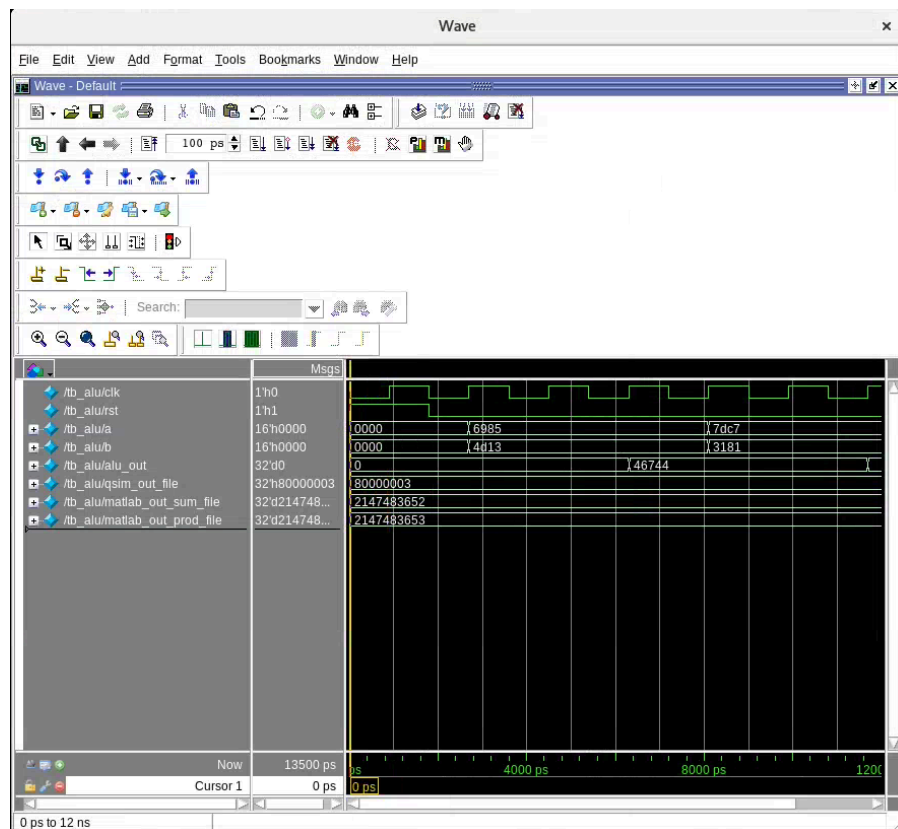 Wave
File Edit View Add Format Tools Bookmarks Window Help
Wave - Default
100 ps
Search:
Msgs
/tb_alu/clk 1'h0
/tb_alu/rst 1'h1
/tb_alu/a 16'h0000 0000 6985 7dc7
/tb_alu/b 16'h0000 0000 4d13 3181
/tb_alu/alu_out 32'd0 0 46744
/tb_alu/qsim_out_file 32'h80000003 80000003
/tb_alu/matlab_out_sum_file 32'd214748... 2147483652
/tb_alu/matlab_out_prod_file 32'd214748... 2147483653
Now 13500 ps ps 4000 ps 8000 ps 1200
Cursor 1 0 ps 0 ps
0 ps to 12 ns